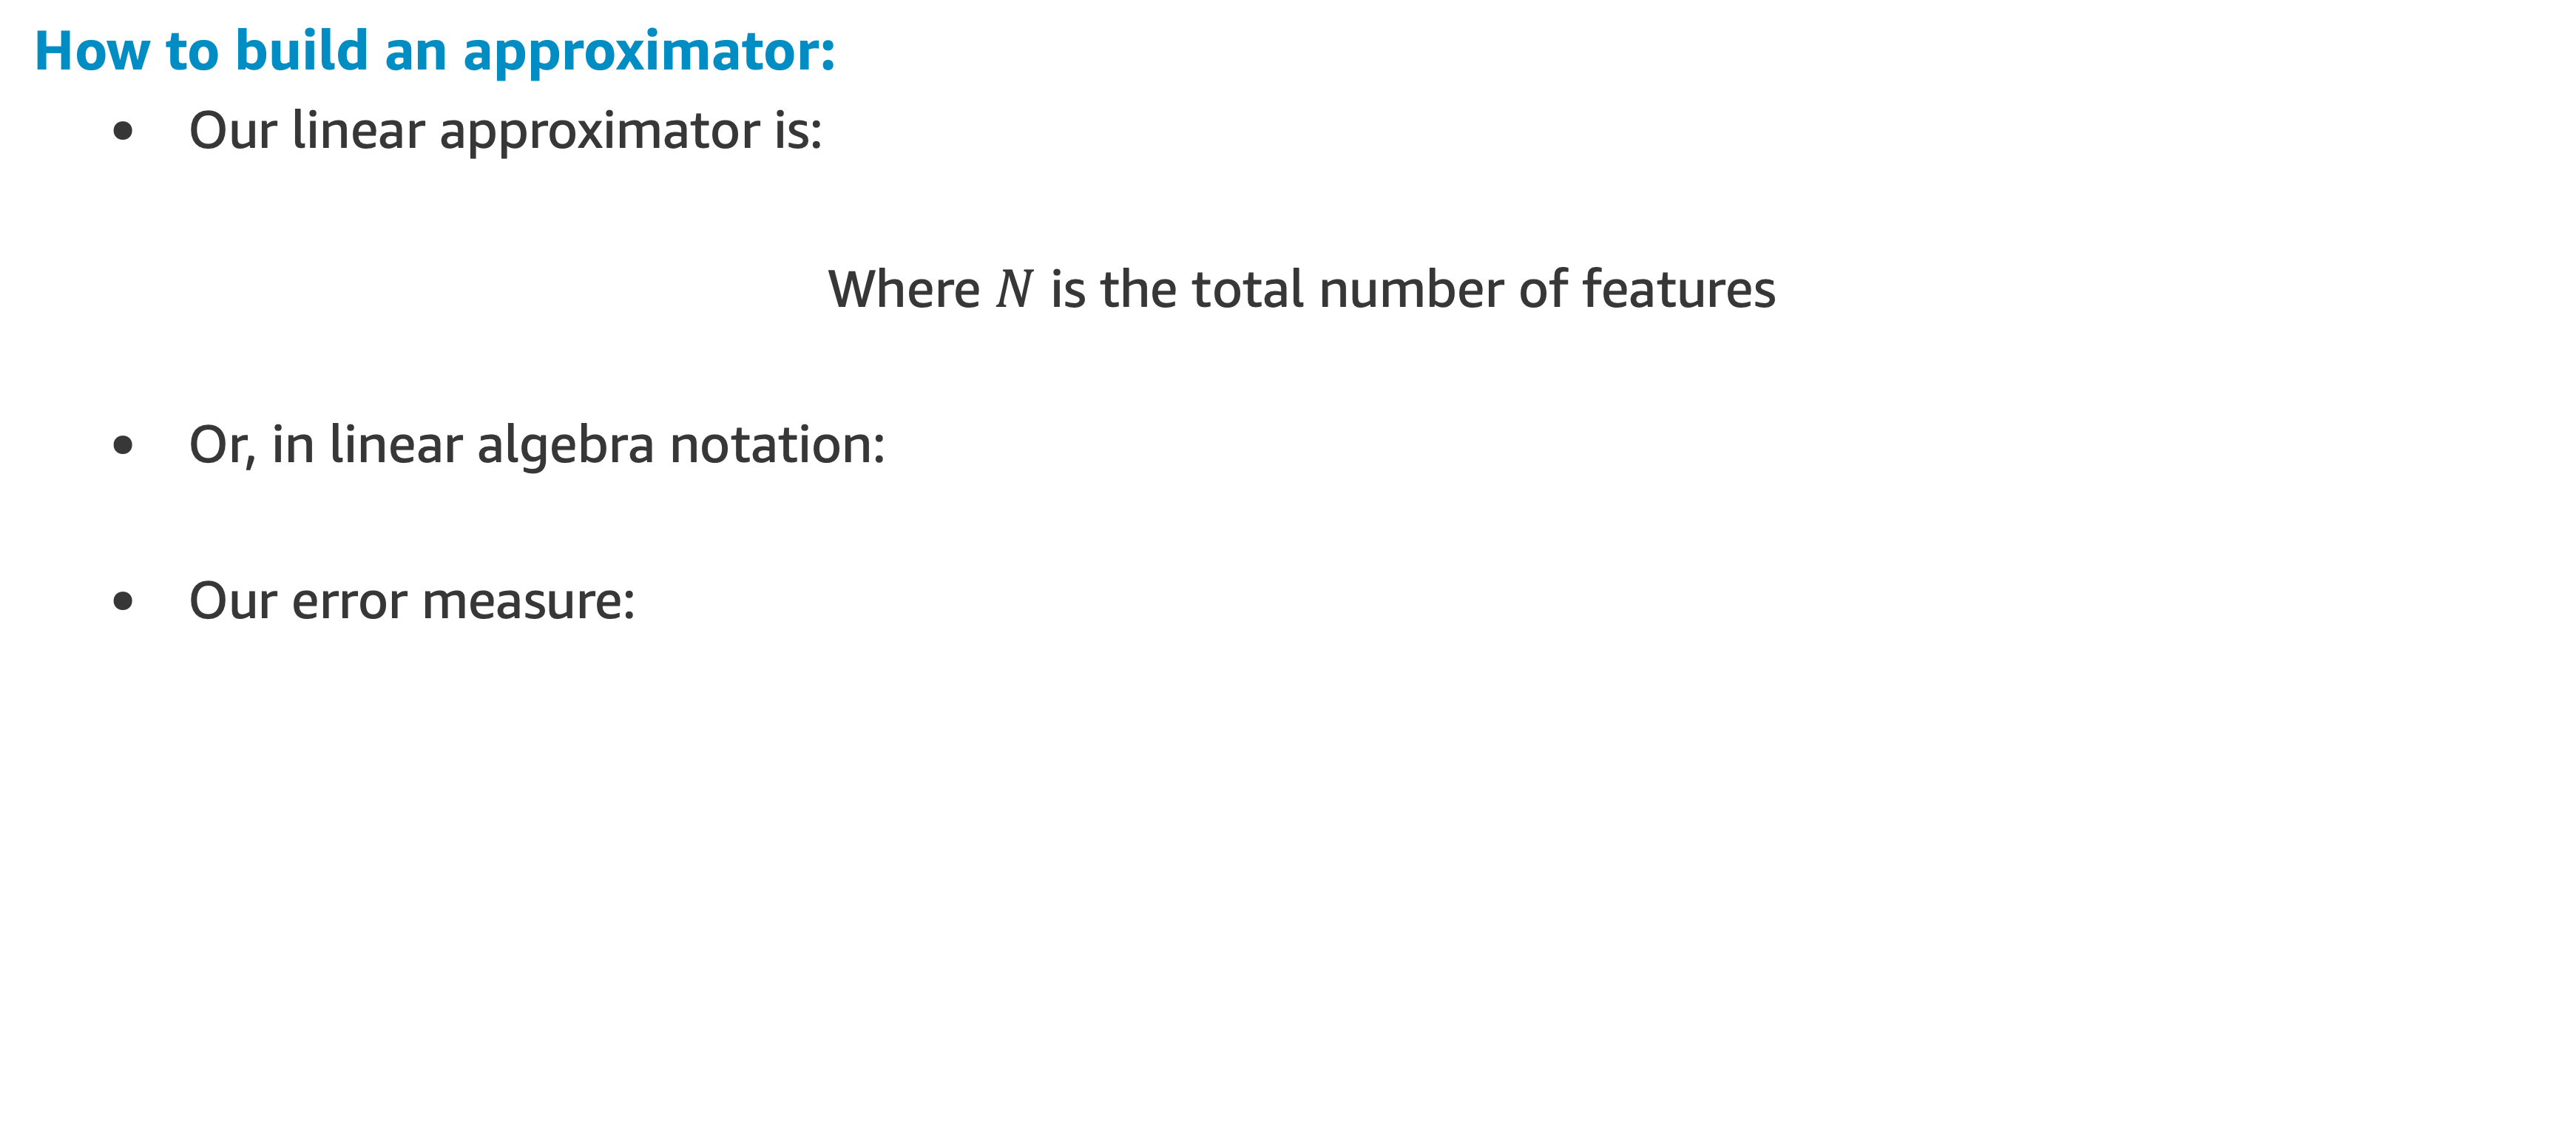 How to build an approximator:
• Our linear approximator is:
Where N is the total number of features
• Or, in linear algebra notation:
• Our error measure: